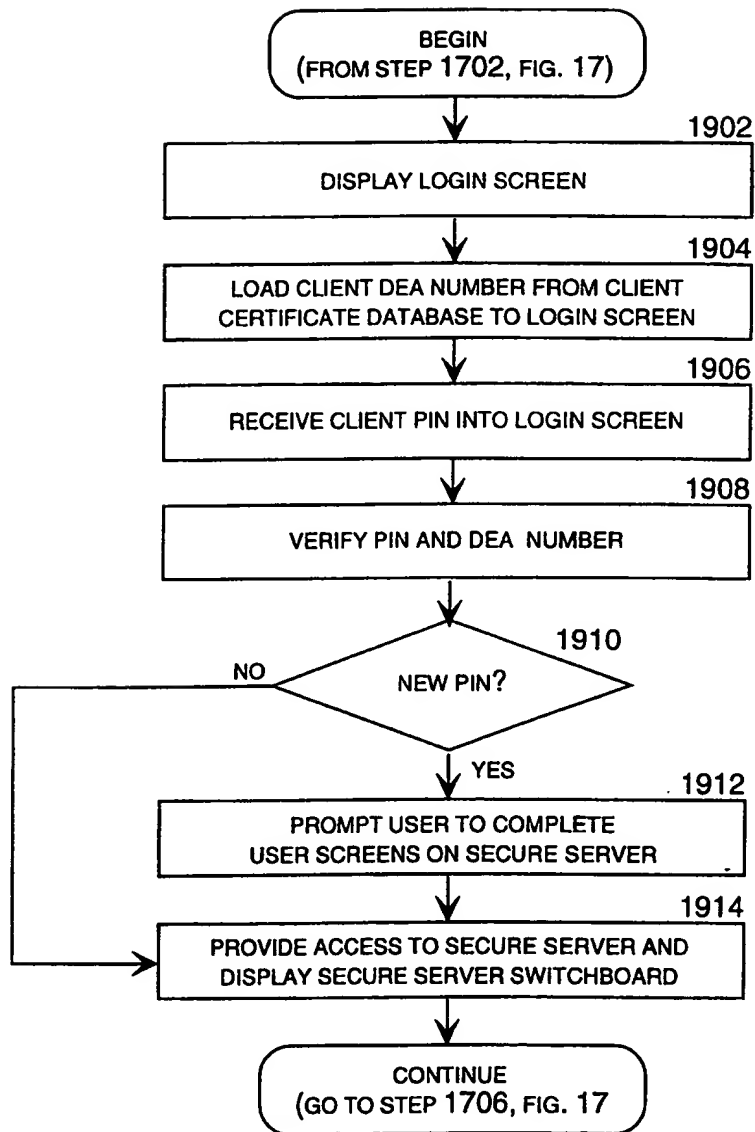 BEGIN
(FROM STEP 1702, FIG. 17)
1902
DISPLAY LOGIN SCREEN
1904
LOAD CLIENT DEA NUMBER FROM CLIENT
CERTIFICATE DATABASE TO LOGIN SCREEN
1906
RECEIVE CLIENT PIN INTO LOGIN SCREEN
1908
VERIFY PIN AND DEA NUMBER
1910
NO
NEW PIN?
YES
1912
PROMPT USER TO COMPLETE
USER SCREENS ON SECURE SERVER
1914
PROVIDE ACCESS TO SECURE SERVER AND
DISPLAY SECURE SERVER SWITCHBOARD
CONTINUE
(GO TO STEP 1706, FIG. 17